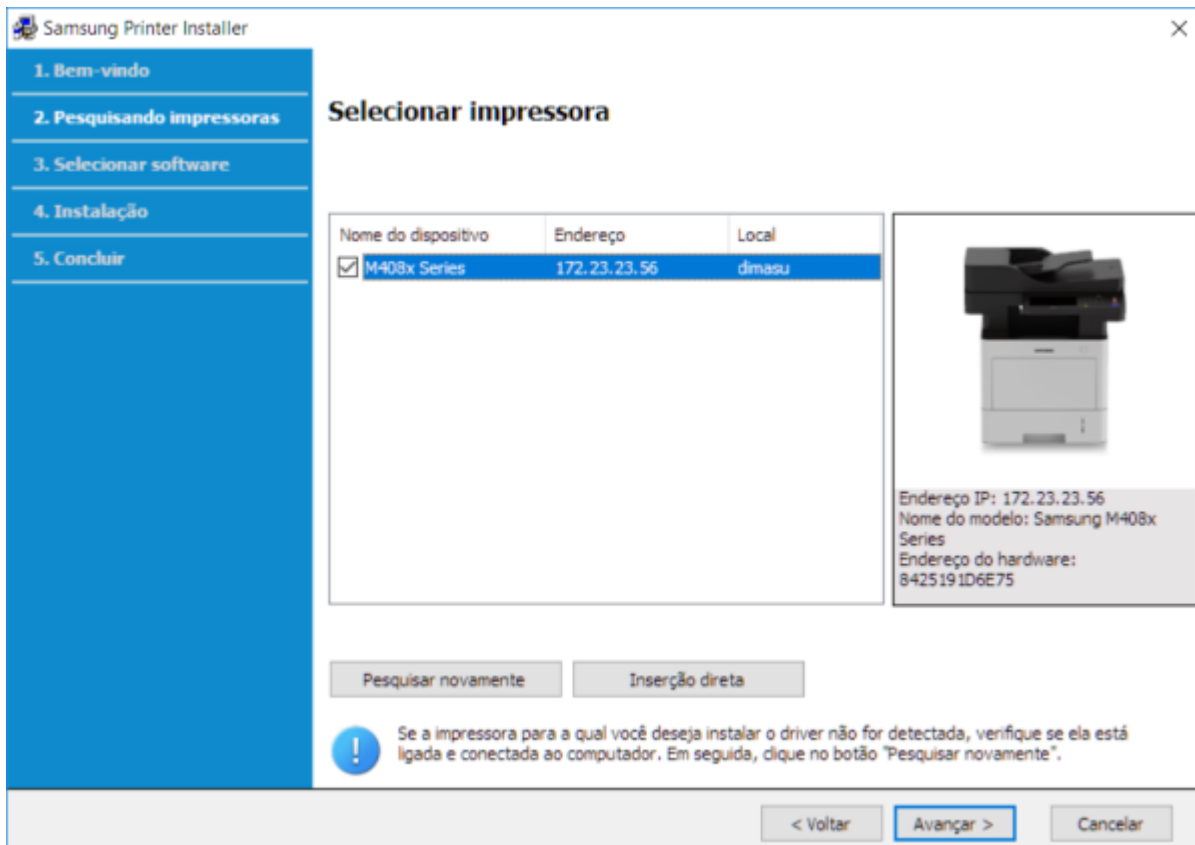 Samsung Printer Installer
1. Bem-vindo
2. Pesquisando impressoras
3. Selecionar software
4. Instalação
5. Concluir
Selecionar impressora
Nome do dispositivo Endereço Local
M408x Series 172.23.23.56 dimasu
Endereço IP: 172.23.23.56
Nome do modelo: Samsung M408x
Series
Endereço do hardware:
8425191D6E75
Pesquisar novamente Inserção direta
Se a impressora para a qual você deseja instalar o driver não for detectada, verifique se ela está
ligada e conectada ao computador. Em seguida, clique no botão "Pesquisar novamente".
< Voltar Avançar > Cancelar